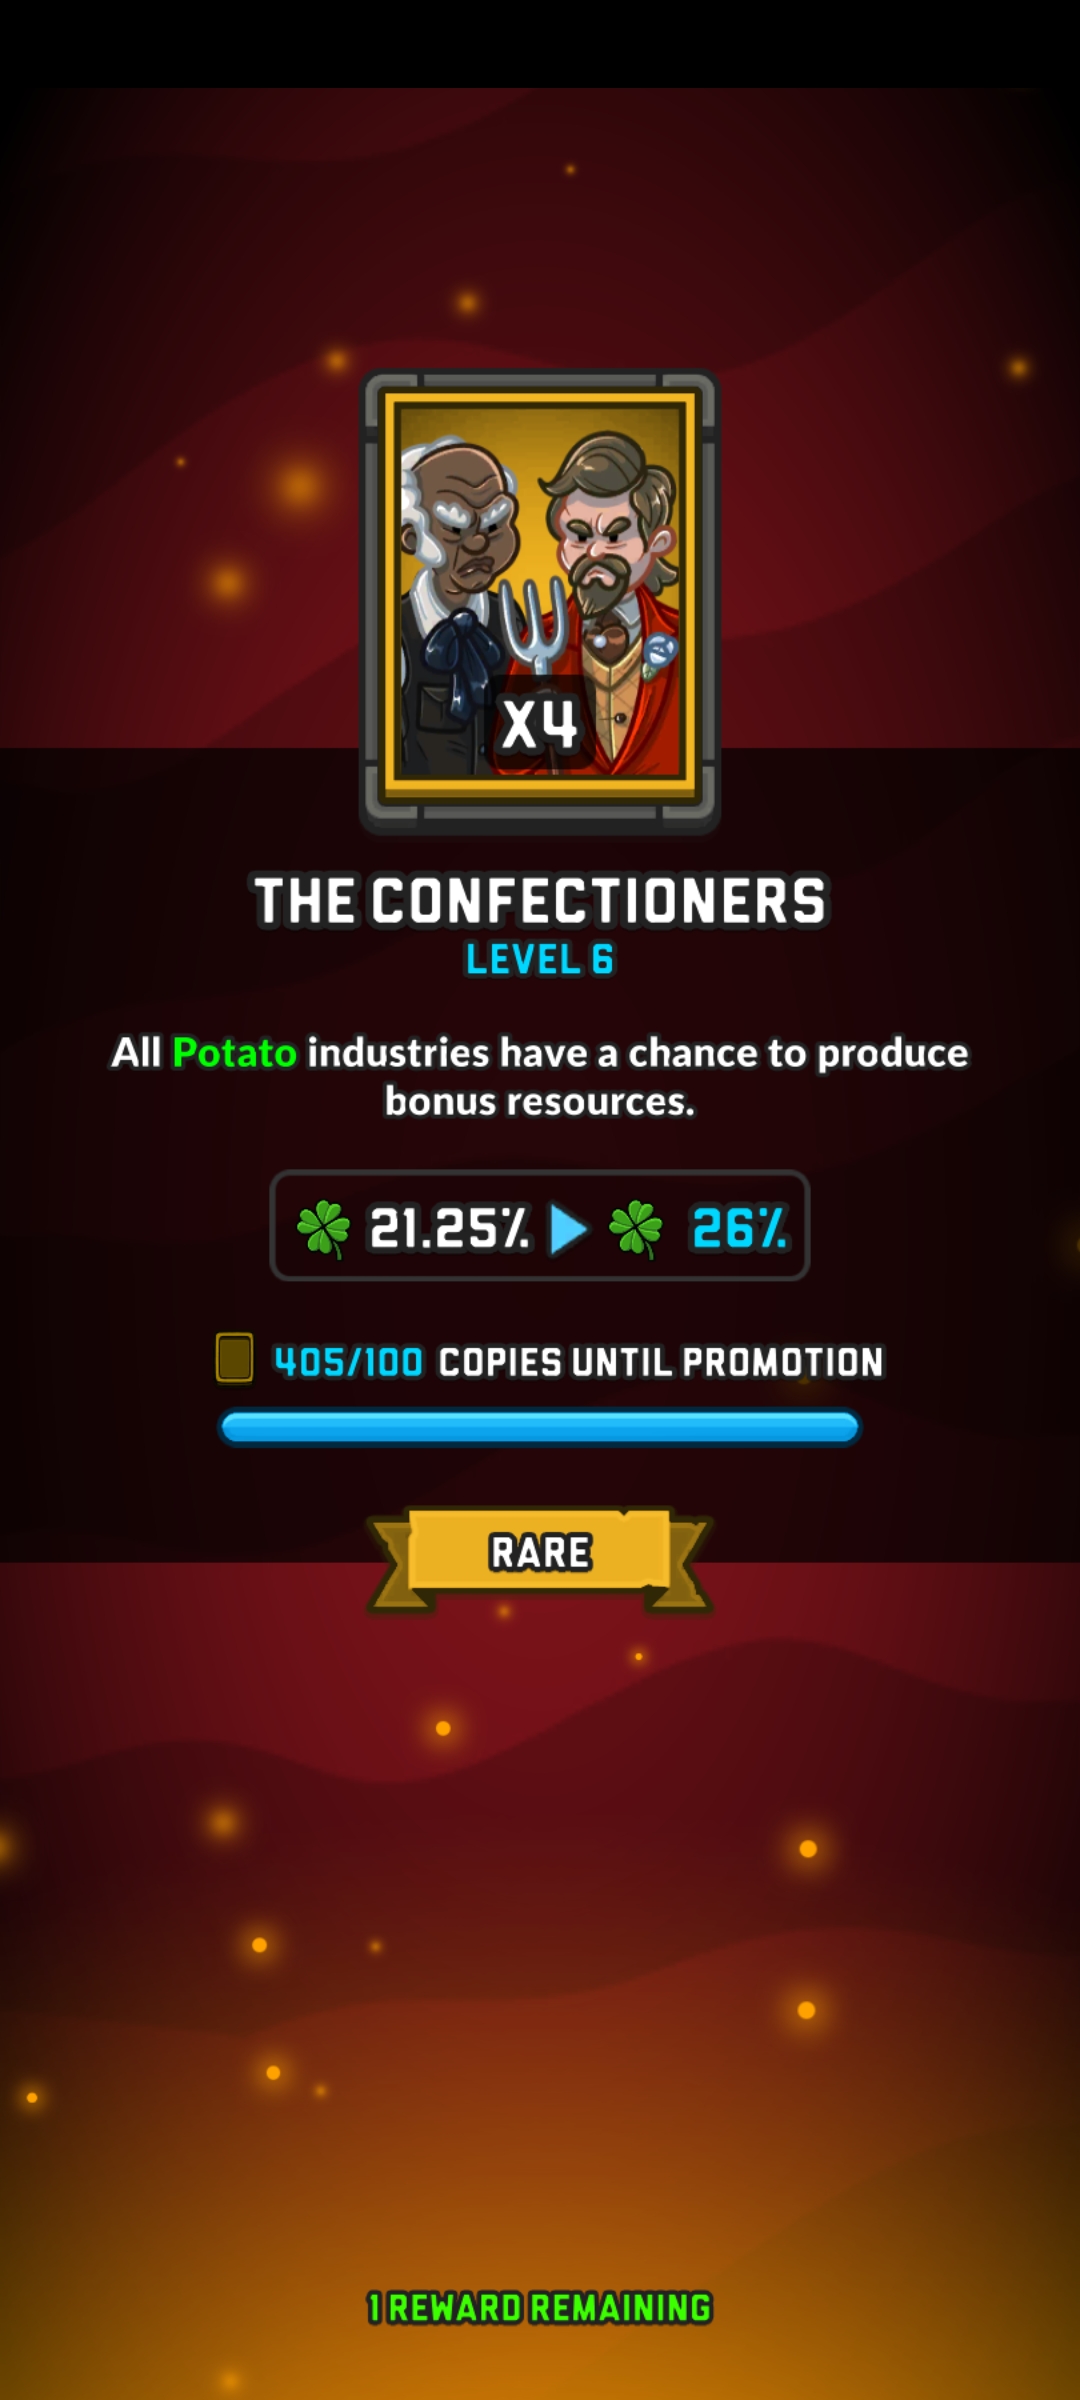 X4
THE CONFECTIONERS
LEVEL 6
All Potato industries have a chance to produce
bonus resources.
21.25% 26%
405/100 COPIES UNTIL PROMOTION
RARE
1 REWARD REMAINING